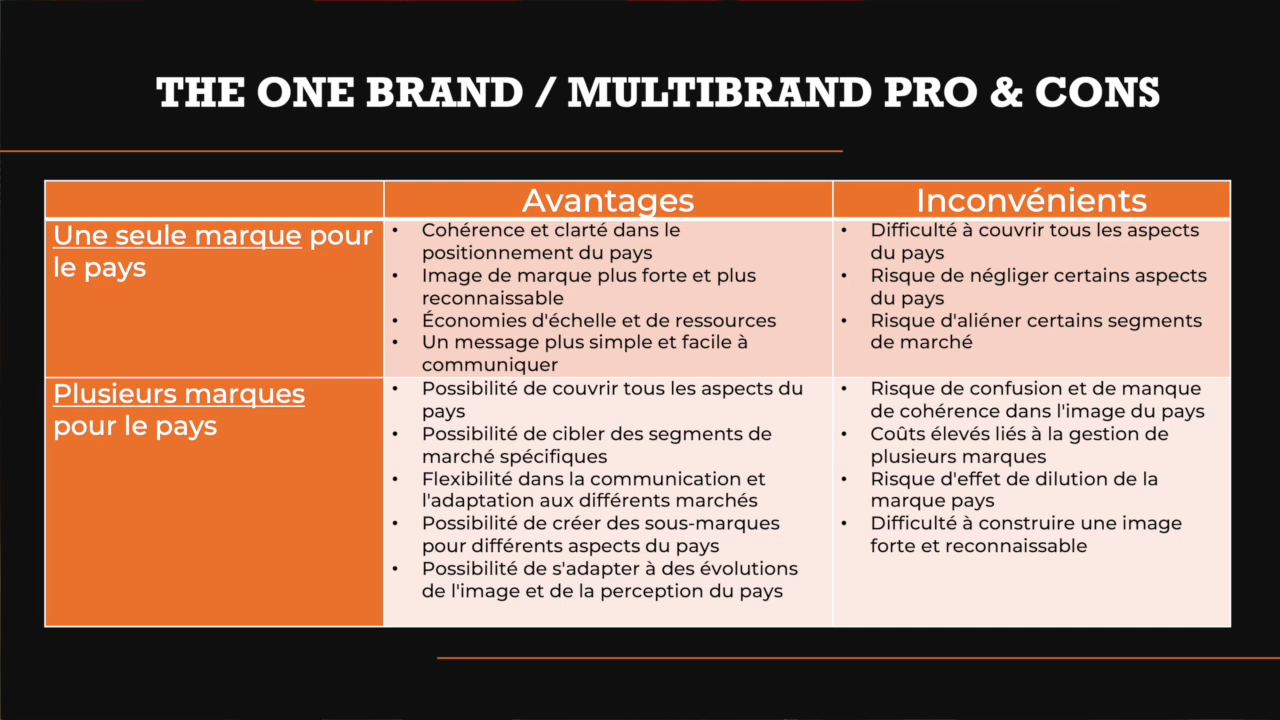 THE ONE BRAND / MULTIBRAND PRO & CONS
Avantages
Inconvénients
Une seule marque pour
le pays
• Cohérence et clarté dans le
positionnement du pays
• Image de marque plus forte et plus
reconnaissable
• Économies d'échelle et de ressources
• Un message plus simple et facile à
communiquer
• Difficulté à couvrir tous les aspects
du pays
• Risque de négliger certains aspects
du pays
• Risque d'aliéner certains segments
de marché
Plusieurs marques
pour le pays
• Possibilité de couvrir tous les aspects du
pays
• Possibilité de cibler des segments de
marché spécifiques
• Flexibilité dans la communication et
l'adaptation aux différents marchés
• Possibilité de créer des sous-marques
pour différents aspects du pays
• Possibilité de s'adapter à des évolutions
de l'image et de la perception du pays
• Risque de confusion et de manque
de cohérence dans l'image du pays
• Coûts élevés liés à la gestion de
plusieurs marques
• Risque d'effet de dilution de la
marque pays
• Difficulté à construire une image
forte et reconnaissable